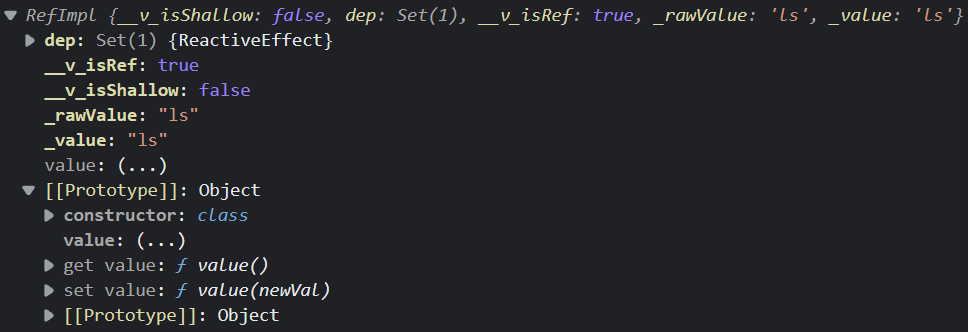 RefImpl {__v_isShallow: false, dep: Set(1), __v_isRef: true, _rawValue: 'ls', _value: 'ls'}
dep: Set(1) {ReactiveEffect}
__v_isRef: true
__v_isShallow: false
_rawValue: "ls"
_value: "ls"
value: (...)
[[Prototype]]: Object
constructor: class
value: (...)
get value: ƒ value()
set value: ƒ value(newVal)
[[Prototype]]: Object